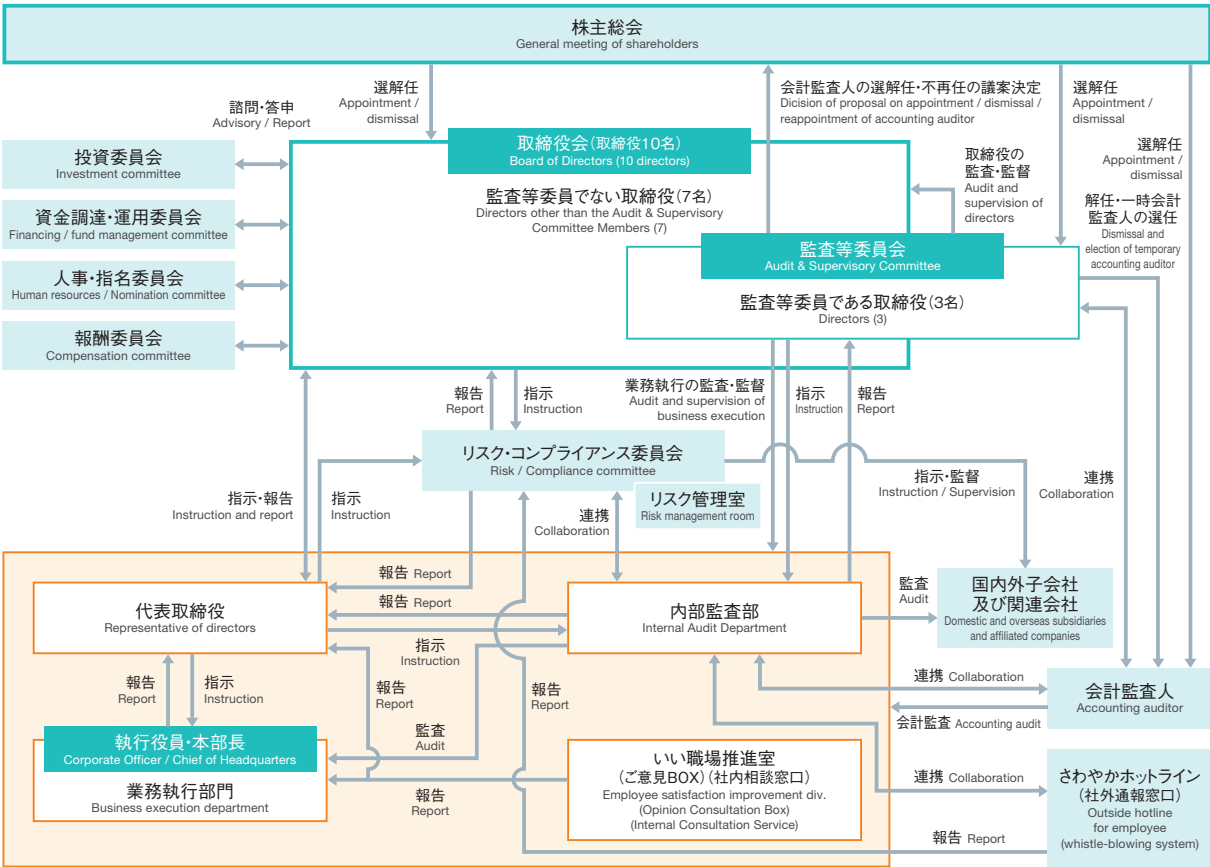 株主総会
General meeting of shareholders
選解任
Appointment /
dismissal
会計監査人の選解任・不再任の議案決定
Dicision of proposal on appointment / dismissal /
reappointment of accounting auditor
選解任
Appointment /
dismissal
諮問・答申
Advisory / Report
取締役会(取締役10名)
Board of Directors (10 directors)
選解任
Appointment /
dismissal
投資委員会
Investment committee
監査等委員でない取締役(7名)
Directors other than the Audit & Supervisory
Committee Members (7)
取締役の
監査・監督
Audit and
supervision of
directors
解任・一時会計
監査人の選任
Dismissal and
election of temporary
accounting auditor
資金調達・運用委員会
Financing / fund management committee
監査等委員会
Audit & Supervisory Committee
人事・指名委員会
Human resources / Nomination committee
監査等委員である取締役(3名)
Directors (3)
報酬委員会
Compensation committee
報告
Report
指示
Instruction
業務執行の監査・監督
Audit and supervision of
business execution
指示
Instruction
報告
Report
リスク・コンプライアンス委員会
Risk / Compliance committee
リスク管理室
Risk management room
指示・監督
Instruction / Supervision
連携
Collaboration
指示・報告
Instruction and report
指示
Instruction
連携
Collaboration
報告 Report
報告 Report
代表取締役
Representative of directors
内部監査部
Internal Audit Department
監査
Audit
国内外子会社
及び関連会社
Domestic and overseas subsidiaries
and affiliated companies
指示
Instruction
報告
Report
指示
Instruction
報告
Report
報告
Report
連携 Collaboration
会計監査人
Accounting auditor
会計監査 Accounting audit
監査
Audit
執行役員・本部長
Corporate Officer / Chief of Headquarters
業務執行部門
Business execution department
報告
Report
いい職場推進室
(ご意見BOX)(社内相談窓口)
Employee satisfaction improvement div.
(Opinion Consultation Box)
(Internal Consultation Service)
連携 Collaboration
さわやかホットライン
(社外通報窓口)
Outside hotline
for employee
(whistle-blowing system)
報告 Report